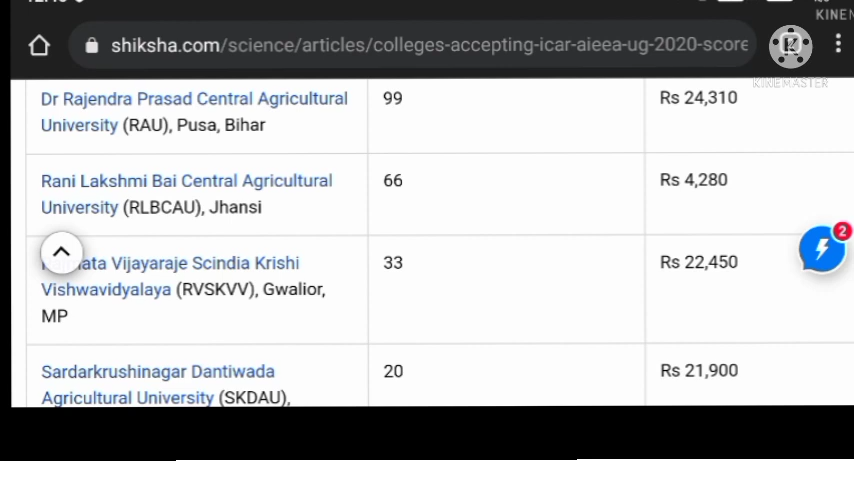 KINEM
shiksha.com/science/articles/colleges-accepting-icar-aieea-ug-2020-score
KINEMASTER
Dr Rajendra Prasad Central Agricultural
University (RAU), Pusa, Bihar
99
Rs 24,310
Rani Lakshmi Bai Central Agricultural
University (RLBCAU), Jhansi
66
Rs 4,280
2
Vijayaraje Scindia Krishi
Vishwavidyalaya (RVSKVV), Gwalior,
MP
33
Rs 22,450
Sardarkrushinagar Dantiwada
Agricultural University (SKDAU),
20
Rs 21,900